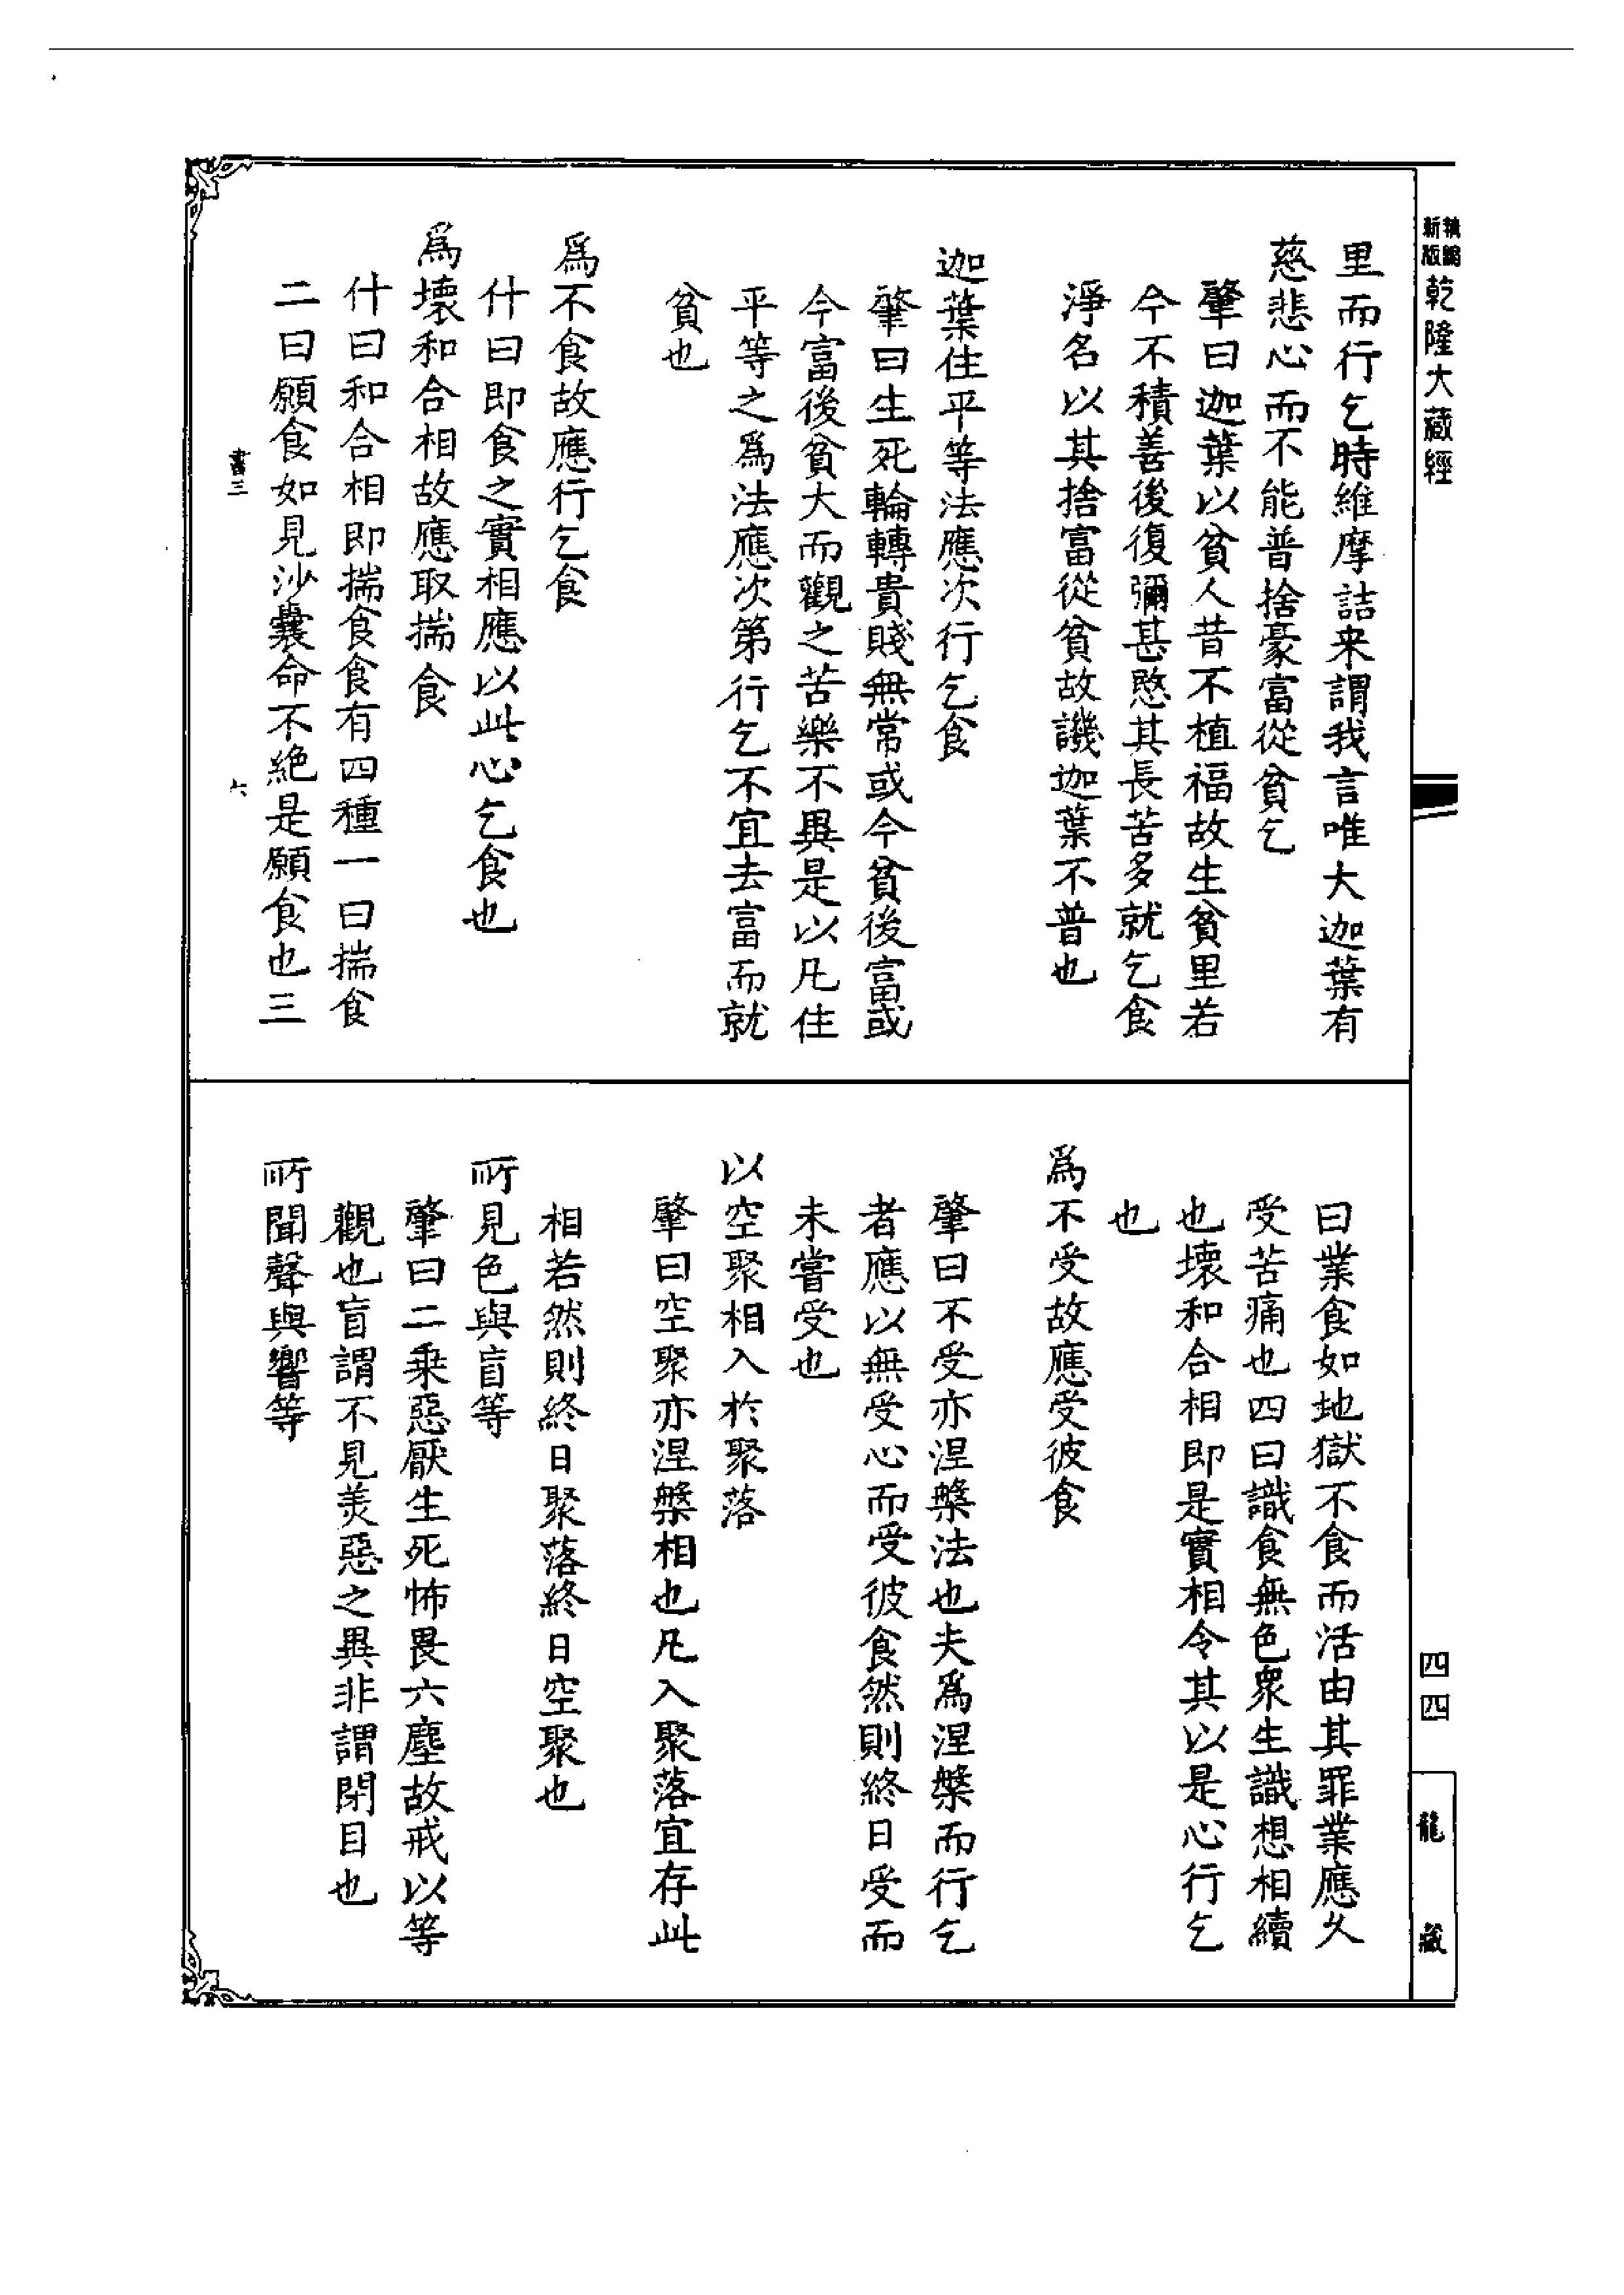 新版
乾隆大藏經
里而行乞時維摩詰来謂我言唯大迦葉有
慈悲心而不能普捨豪富從貧乞
肇曰迦葉以貧人昔不植福故生貧里若
今不積善後復彌甚愍其長苦多就乞食
淨名以其捨富從貧故譏迦葉不普也
迦葉住平等法應次行乞食
肇曰生死輪轉貴賤無常或今貧後富或
今富後貧大而觀之苦樂不異是以凡住
平等之為法應次第行乞不宜去富而就
貧也
為不食故應行乞食
什曰即食之實相應以此心乞食也
為壞和合相故應取揣食
什曰和合相即揣食食有四種一曰揣食
二曰願食如見沙囊命不絶是願食也三
書三
六
曰業食如地獄不食而活由其罪業應久
受苦痛也四曰識食無色衆生識想相續
也壞和合相即是實相令其以是心行乞
也
為不受故應受彼食
肇曰不受亦涅槃法也夫為涅槃而行乞
者應以無受心而受彼食然則終日受而
未嘗受也
以空聚相入於聚落
肇曰空聚亦涅槃相也凡入聚落宜存此
相若然則終日聚落終日空聚也
所見色與盲等
肇曰二乗惡厭生死怖畏六塵故戒以等
觀也盲謂不見美惡之異非謂閉目也
所聞聲與響等
四四
龍藏